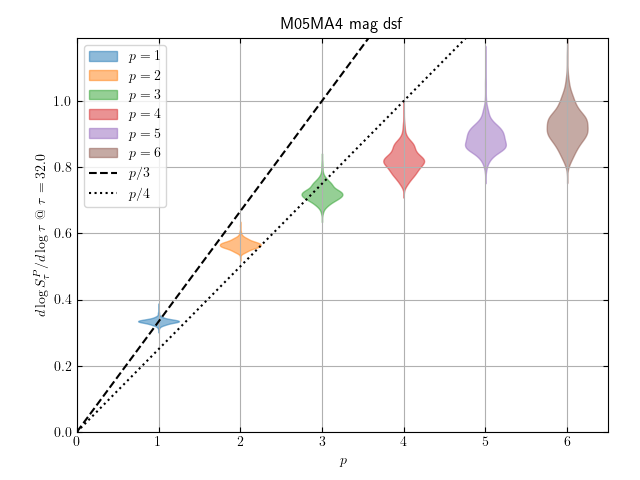 M05MA4 mag dsf
p = 1
p = 2
p = 3
p = 4
p = 5
p = 6
p/3
p/4
1.0
0.8
0.6
0.4
0.2
0.0
d log S_τ^P / d log τ @ τ = 32.0
0 1 2 3 4 5 6
p